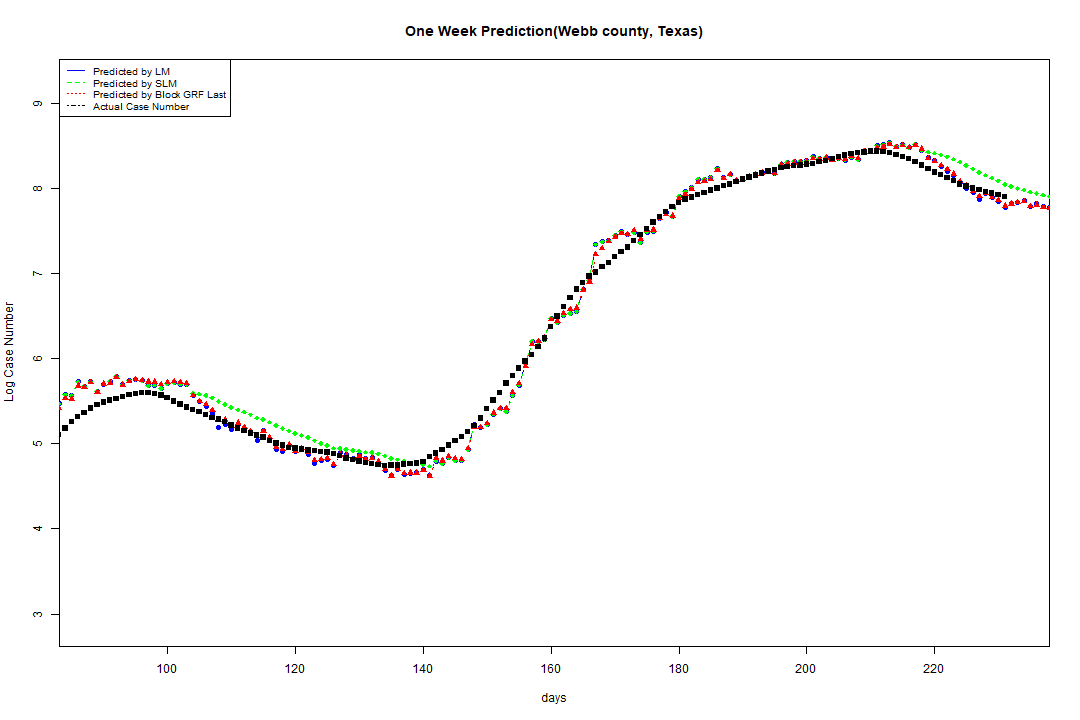 One Week Prediction(Webb county, Texas)
Predicted by LM
Predicted by SLM
Predicted by Block GRF Last
Actual Case Number
9
8
7
6
5
4
3
Log Case Number
100 120 140 160 180 200 220
days